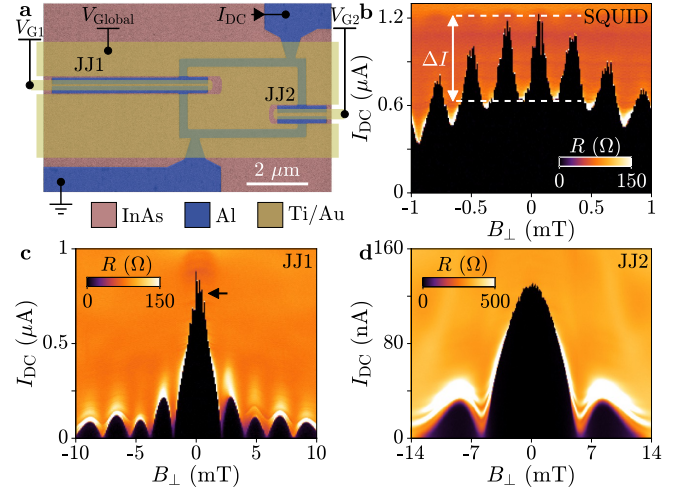 a
V_G1
V_Global
I_DC
V_G2
JJ1
JJ2
2 μm
InAs
Al
Ti/Au
b
SQUID
1.2
0.6
0
I_DC (μA)
ΔI
R (Ω)
0
150
-1
-0.5
0
0.5
1
B_⊥ (mT)
c
JJ1
1
0.5
0
I_DC (μA)
R (Ω)
0
150
-10
-5
0
5
10
B_⊥ (mT)
d
JJ2
160
120
80
40
0
I_DC (nA)
R (Ω)
0
500
-14
-7
0
7
14
B_⊥ (mT)